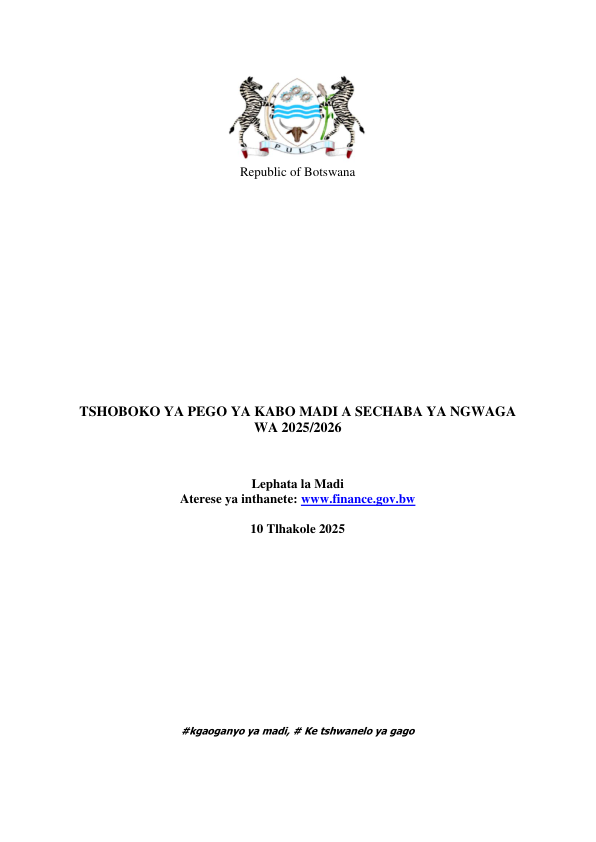 PULA
Republic of Botswana
TSHOBOKO YA PEGO YA KABO MADI A SECHABA YA NGWAGA
WA 2025/2026
Lephata la Madi
Aterese ya inthanete: www.finance.gov.bw
10 Tlhakole 2025
#kgaoganyo ya madi, # Ke tshwanelo ya gago